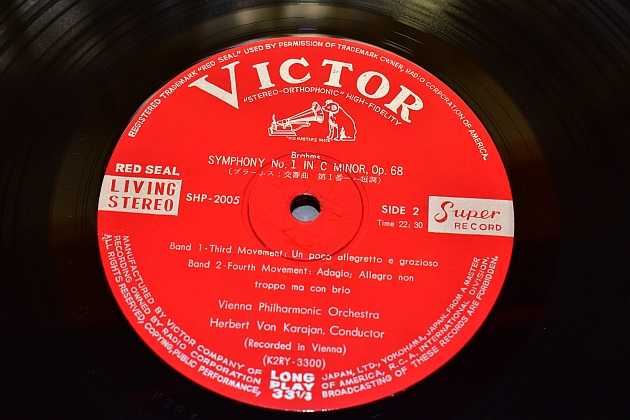 REGISTERED TRADEMARK "RED SEAL" USED BY PERMISSION OF TRADEMARK OWNER, RADIO CORPORATION OF AMERICA.
VICTOR
"STEREO-ORTHOPHONIC" HIGH-FIDELITY
"HIS MASTER'S VOICE"
Brahms
SYMPHONY No. 1 IN C MINOR, Op. 68
(ブラームス：交響曲 第1番ハ短調)
RED SEAL
LIVING
STEREO
SHP-2005
SIDE 2
Time 22:30
Super
RECORD
Band 1·Third Movement: Un poco allegretto e grazioso
Band 2·Fourth Movement: Adagio; Allegro non
troppo ma con brio
Vienna Philharmonic Orchestra
Herbert Von Karajan, Conductor
(Recorded in Vienna)
(K2RY-3300)
LONG
PLAY
33⅓
MANUFACTURED BY VICTOR COMPANY OF JAPAN, LTD., YOKOHAMA, JAPAN, FROM A MASTER
RECORDING OWNED BY RADIO CORPORATION OF AMERICA, R.C.A. INTERNATIONAL DIVISION.
ALL RIGHTS RESERVED, COPYING, PUBLIC PERFORMANCE, BROADCASTING OF THESE RECORDS ARE FORBIDDEN.